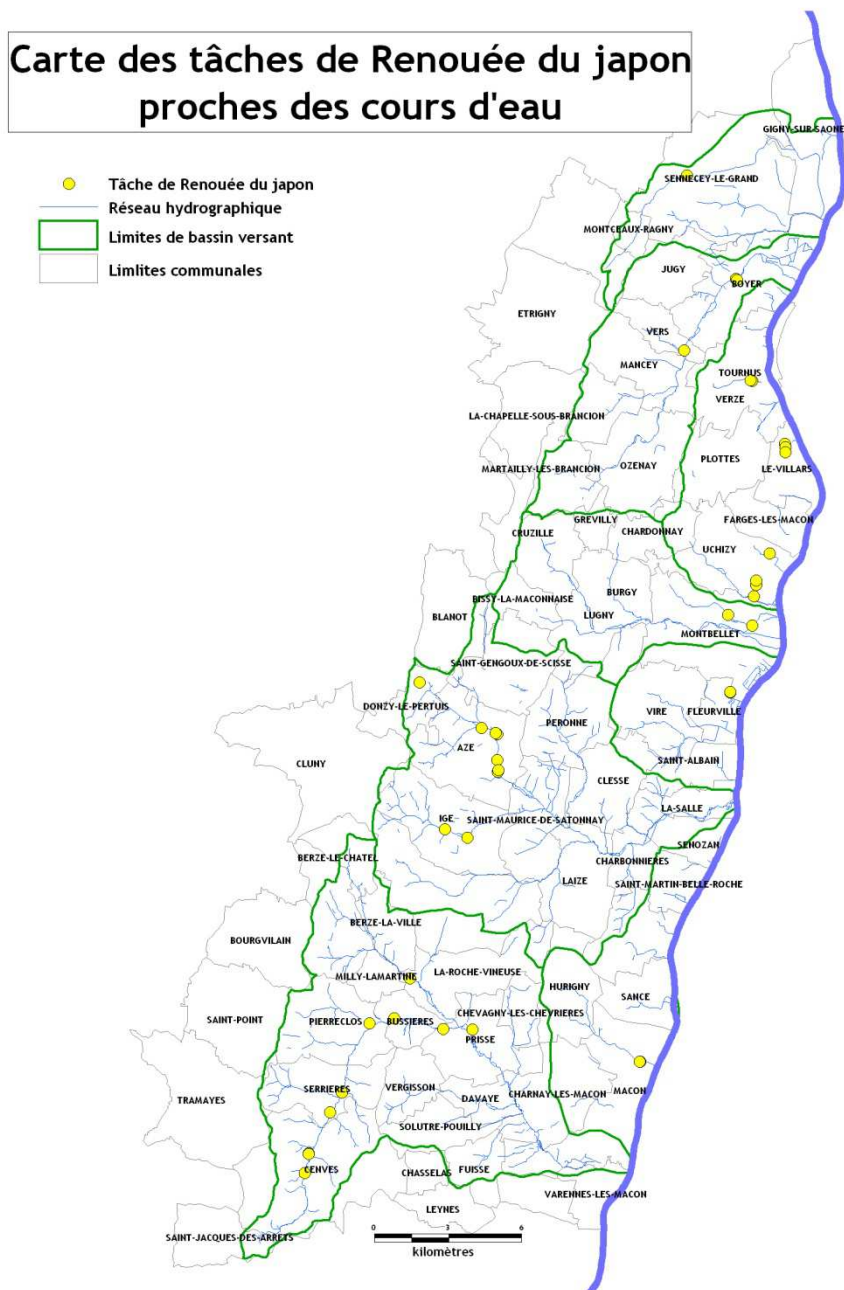 Carte des tâches de Renouée du japon
proches des cours d'eau
Tâche de Renouée du japon
Réseau hydrographique
Limites de bassin versant
Limlites communales
GIGNY-SUR-SAONE
SENNECEY-LE-GRAND
MONTCEAUX-RAGNY
JUGY
BOYER
ETRIGNY
VERS
MANCEY
TOURNUS
VERZE
LA-CHAPELLE-SOUS-BRANCION
MARTAILLY-LES-BRANCION
OZENAY
PLOTTES
LE-VILLARS
GREVILLY
FARGES-LES-MACON
CRUZILLE
CHARDONNAY
UCHIZY
BISSY-LA-MACONNAISE
BURGY
BLANOT
LUGNY
MONTBELLET
SAINT-GENGOUX-DE-SCISSE
DONZY-LE-PERTUIS
PERONNE
VIRE
FLEURVILLE
AZE
CLUNY
SAINT-ALBAIN
CLESSE
LA-SALLE
IGE
SAINT-MAURICE-DE-SATONNAY
SENOZAN
BERZE-LE-CHATEL
CHARBONNIERES
LAIZE
SAINT-MARTIN-BELLE-ROCHE
BERZE-LA-VILLE
BOURGVILAIN
MILLY-LAMARTINE
LA-ROCHE-VINEUSE
HURIGNY
SANCE
SAINT-POINT
PIERRECLOS
BUSSIERES
CHEVAGNY-LES-CHEVRIERES
PRISSE
SERRIERES
VERGISSON
MACON
TRAMAYES
DAVAYE
CHARNAY-LES-MACON
SOLUTRE-POUILLY
CENVES
CHASSELAS
FUISSE
VARENNES-LES-MACON
LEYNES
SAINT-JACQUES-DES-ARRETS
0 3 6
kilomètres